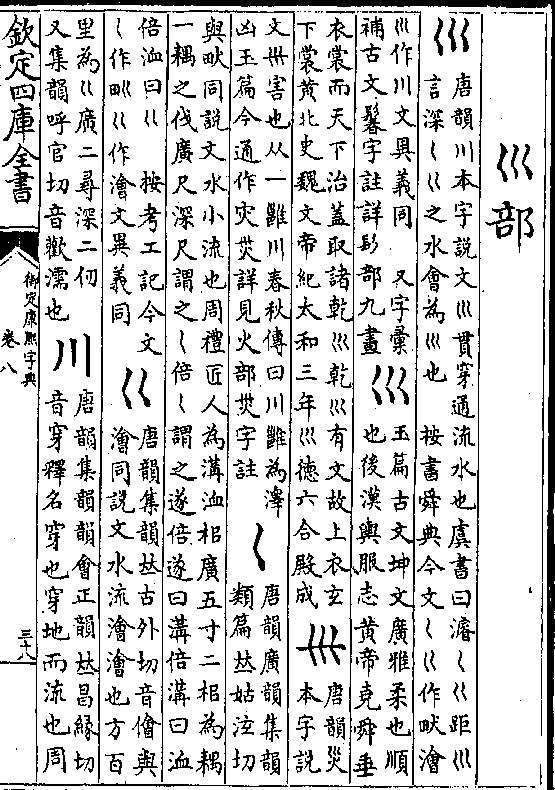 巛部
巛
唐韻川本字説文巛貫穿通流水也虞書曰濬𡿨巜距巛
言深𡿨巜之水會為巛也 按書舜典今文𡿨巜作畎澮
巛作川文異義同 又字彙
補古文鬈字註詳髟部九畫
巛
玉篇古文坤文廣雅柔也順
也後漢輿服志黃帝克舜垂
衣裳而天下治蓋取諸乾巛乾巛有文故上衣玄
下裳黃北史魏文帝紀太和三年巛德六合殿成
𡿧
唐韻災
本字説
文𡿧害也从一雝川春秋傳曰川雝為澤
凶玉篇今通作灾烖詳見火部烖字註
𡿨
唐韻廣韻集韻
類篇𠀤姑泫切
與畎同説文水小流也周禮匠人為溝洫耜廣五寸二耜為耦
一耦之伐廣尺深尺謂之𡿨倍𡿨謂之遂倍遂曰溝倍溝曰洫
倍洫曰巜 按考工記今文
𡿨作𤰕巜作澮文異義同
巜
唐韻集韻𠀤古外切音儈與
澮同説文水流澮澮也方百
里為巜廣二尋深二仞
又集韻呼官切音歡濡也
川
唐韻集韻韻會正韻𠀤昌緣切
音穿釋名穿也穿地而流也周
欽定四庫全書
御定康熙字典
卷八
三十八